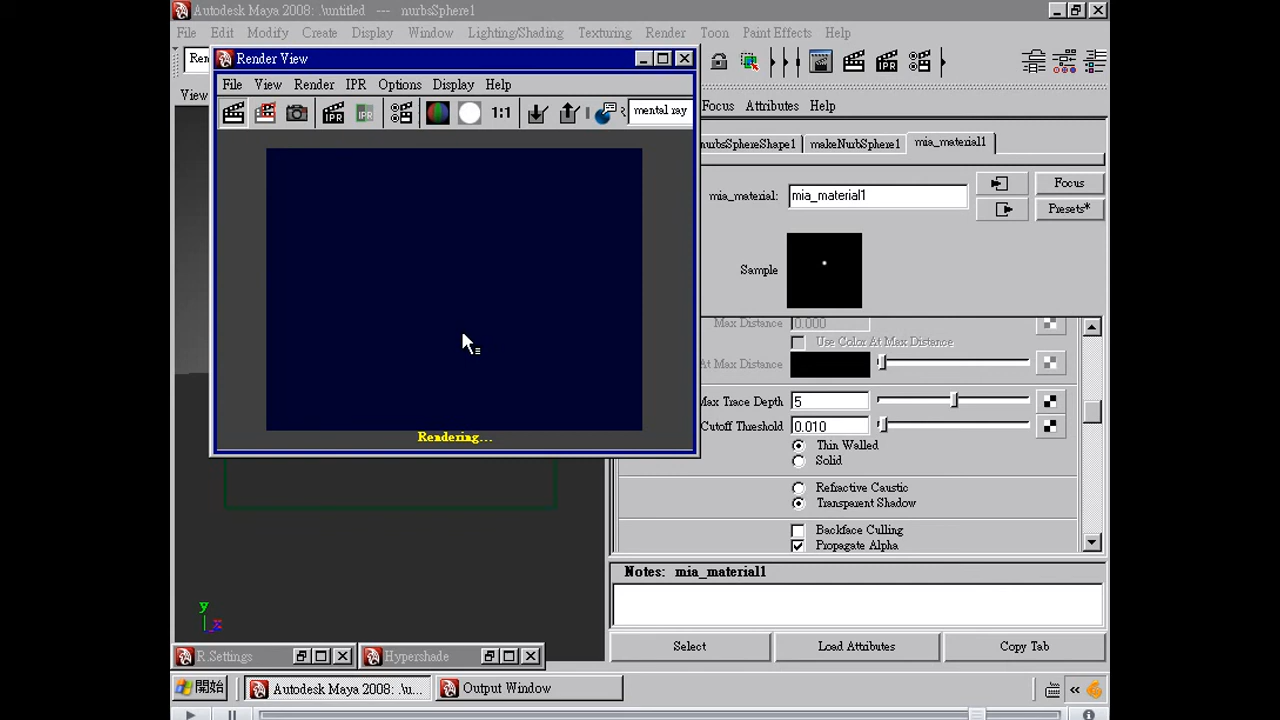 Autodesk Maya 2008: .\untitled --- nurbsSphere1
File Edit Modify Create Display Window Lighting/Shading Texturing Render Toon Paint Effects Help
Ren
Render View
View
File View Render IPR Options Display Help
IPR IPR 1:1 mental ray
IPR
Focus Attributes Help
nurbsSphereShape1 makeNurbSphere1 mia_material1
mia_material: mia_material1
Focus
Presets*
Sample
Max Distance 0.000
Use Color At Max Distance
At Max Distance
Max Trace Depth 5
Cutoff Threshold 0.010
Thin Walled
Solid
Refractive Caustic
Transparent Shadow
Backface Culling
Propagate Alpha
Rendering...
Notes: mia_material1
y
x
Select Load Attributes Copy Tab
R.Settings Hypershade
開始 Autodesk Maya 2008: .\u... Output Window «